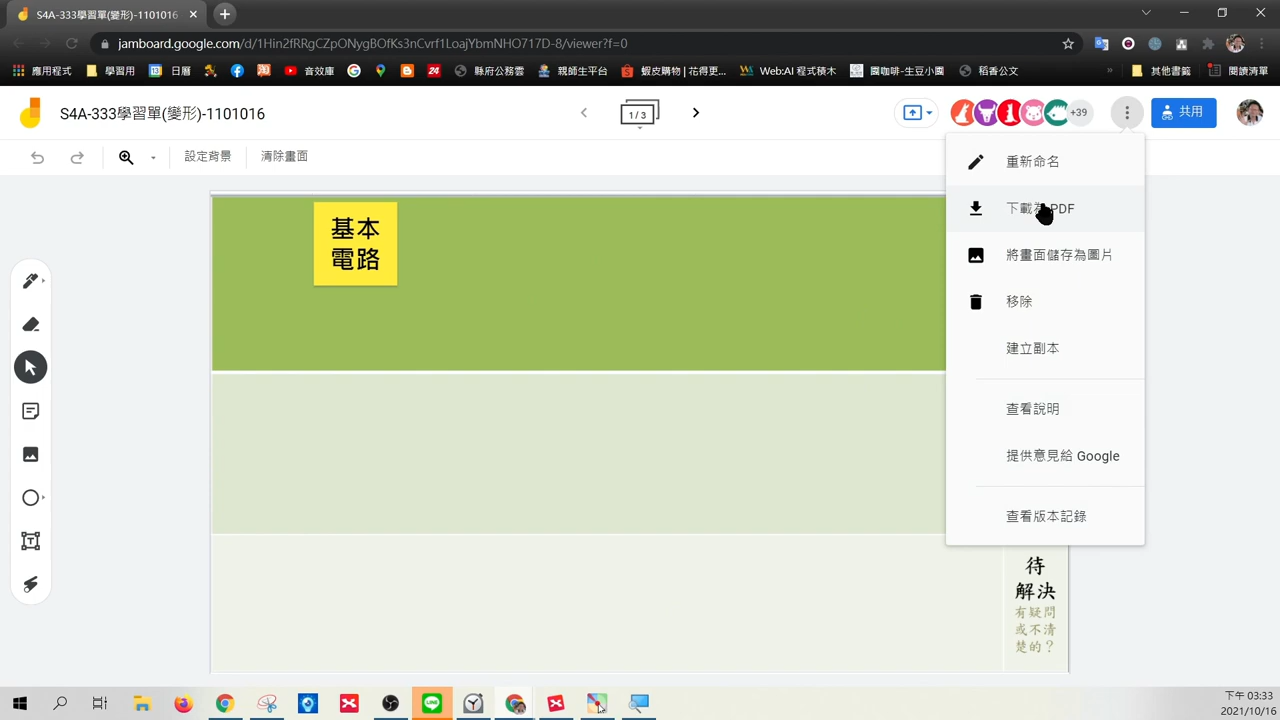 S4A-333學習單(變形)-1101016
jamboard.google.com/d/1Hin2fRRgCZpONygBOfKs3nCvrf1LoajYbmNHO717D-8/viewer?f=0
應用程式
學習用
日曆
音效庫
縣府公務雲
親師生平台
蝦皮購物 | 花得更...
Web:AI 程式積木
國咖啡-生豆小園
稻香公文
»
其他書籤
閱讀清單
S4A-333學習單(變形)-1101016
1 / 3
+39
共用
設定背景
清除畫面
重新命名
下載為 PDF
將畫面儲存為圖片
移除
建立副本
查看說明
提供意見給 Google
查看版本記錄
基本
電路
待
解決
有疑問
或不清
楚的？
下午 03:33
2021/10/16